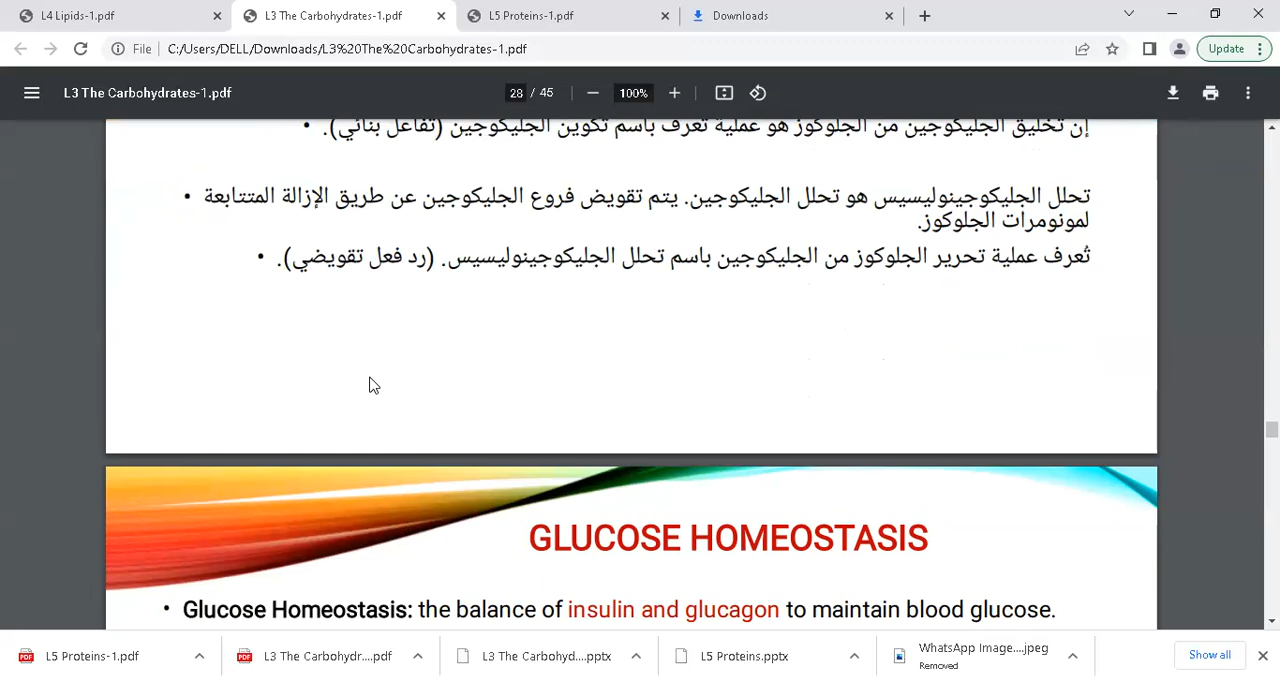 L4 Lipids-1.pdf
L3 The Carbohydrates-1.pdf
L5 Proteins-1.pdf
Downloads
File
C:/Users/DELL/Downloads/L3%20The%20Carbohydrates-1.pdf
Update
L3 The Carbohydrates-1.pdf
28 / 45
100%
• إن تخليق الجليكوجين من الجلوكوز هو عملية تعرف باسم تكوين الجليكوجين (تفاعل بنائي).
• تحلل الجليكوجينوليسيس هو تحلل الجليكوجين. يتم تقويض فروع الجليكوجين عن طريق الإزالة المتتابعة
لمونومرات الجلوكوز.
• تُعرف عملية تحرير الجلوكوز من الجليكوجين باسم تحلل الجليكوجينوليسيس. (رد فعل تقويضي).
GLUCOSE HOMEOSTASIS
• Glucose Homeostasis: the balance of insulin and glucagon to maintain blood glucose.
L5 Proteins-1.pdf
L3 The Carbohydr....pdf
L3 The Carbohyd....pptx
L5 Proteins.pptx
WhatsApp Image....jpeg
Removed
Show all